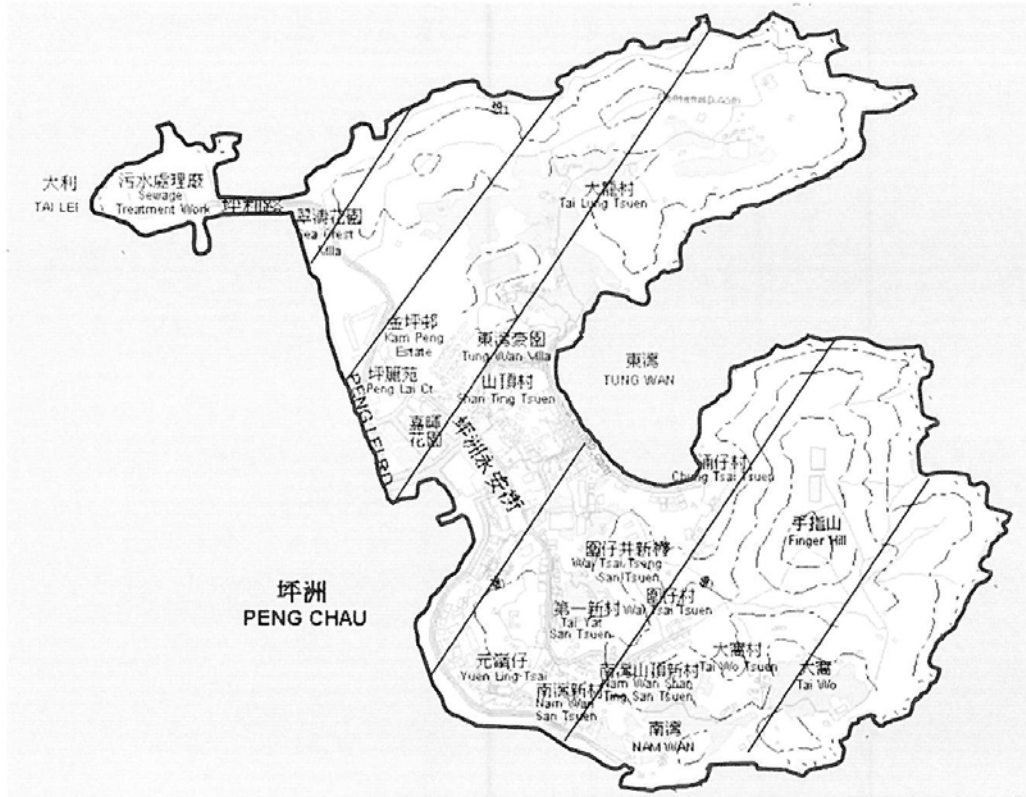 大利
TAI LEI
污水處理廠
Sewage
Treatment Work
坪利路
翠濤花園
Sea Crest
Villa
大龍村
Tai Lung Tsuen
金坪邨
Kam Peng
Estate
坪麗苑
Peng Lai Ct.
東灣豪園
Tung Wan Villa
山頂村
Shan Ting Tsuen
東灣
TUNG WAN
PENG LEI RD
嘉暉
花園
坪洲永安街
涌仔村
Chung Tsai Tsuen
手指山
Finger Hill
坪洲
PENG CHAU
圍仔井新村
Way Tsai Tseng
San Tsuen
圍仔村
Wai Tsai Tsuen
第一新村
Tai Yat
San Tsuen
元嶺仔
Yuen Ling Tsai
大窩村
Tai Wo Tsuen
大窩
Tai Wo
南灣山頂新村
Nam Wan Shan
Ting San Tsuen
南灣新村
Nam Wan
San Tsuen
南灣
NAM WAN